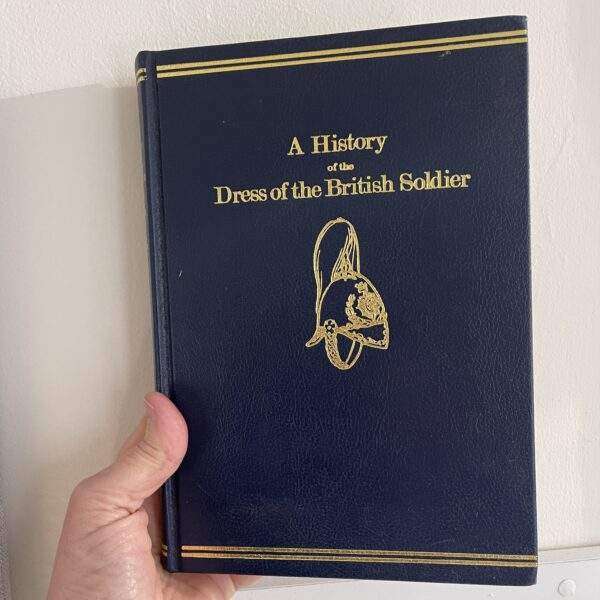 A History
of the
Dress of the British Soldier